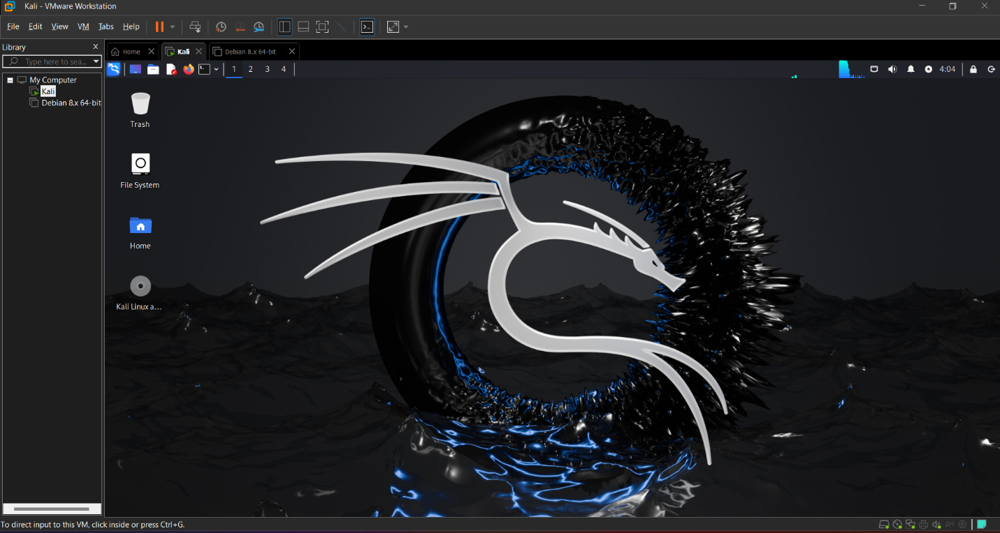 Kali - VMware Workstation
File Edit View VM Tabs Help
Library
Type here to sea...
My Computer
Kali
Debian 8.x 64-bit
Home
Kali
Debian 8.x 64-bit
1 2 3 4
4:04
Trash
File System
Home
Kali Linux a...
To direct input to this VM, click inside or press Ctrl+G.